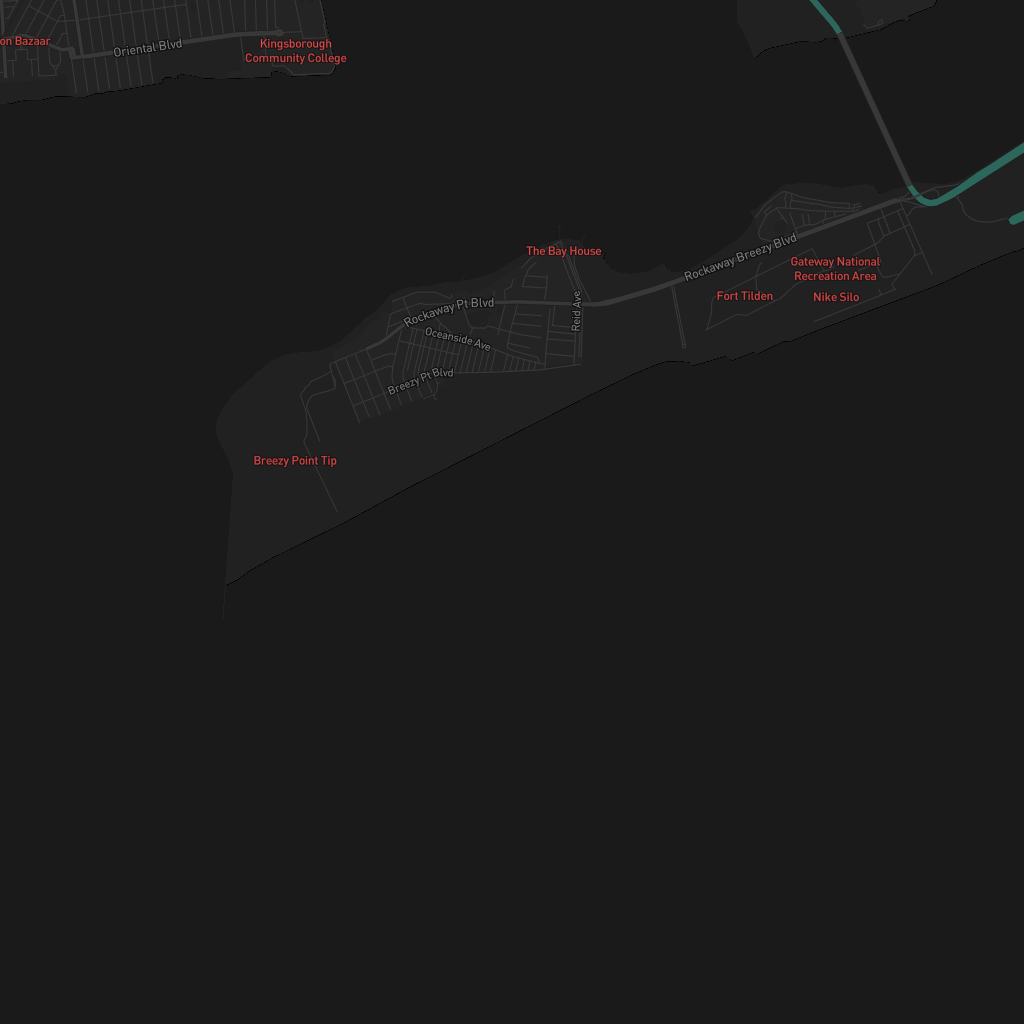 on Bazaar
Oriental Blvd
Kingsborough
Community College
The Bay House
Rockaway Breezy Blvd
Gateway National
Recreation Area
Fort Tilden
Nike Silo
Rockaway Pt Blvd
Reid Ave
Oceanside Ave
Breezy Pt Blvd
Breezy Point Tip